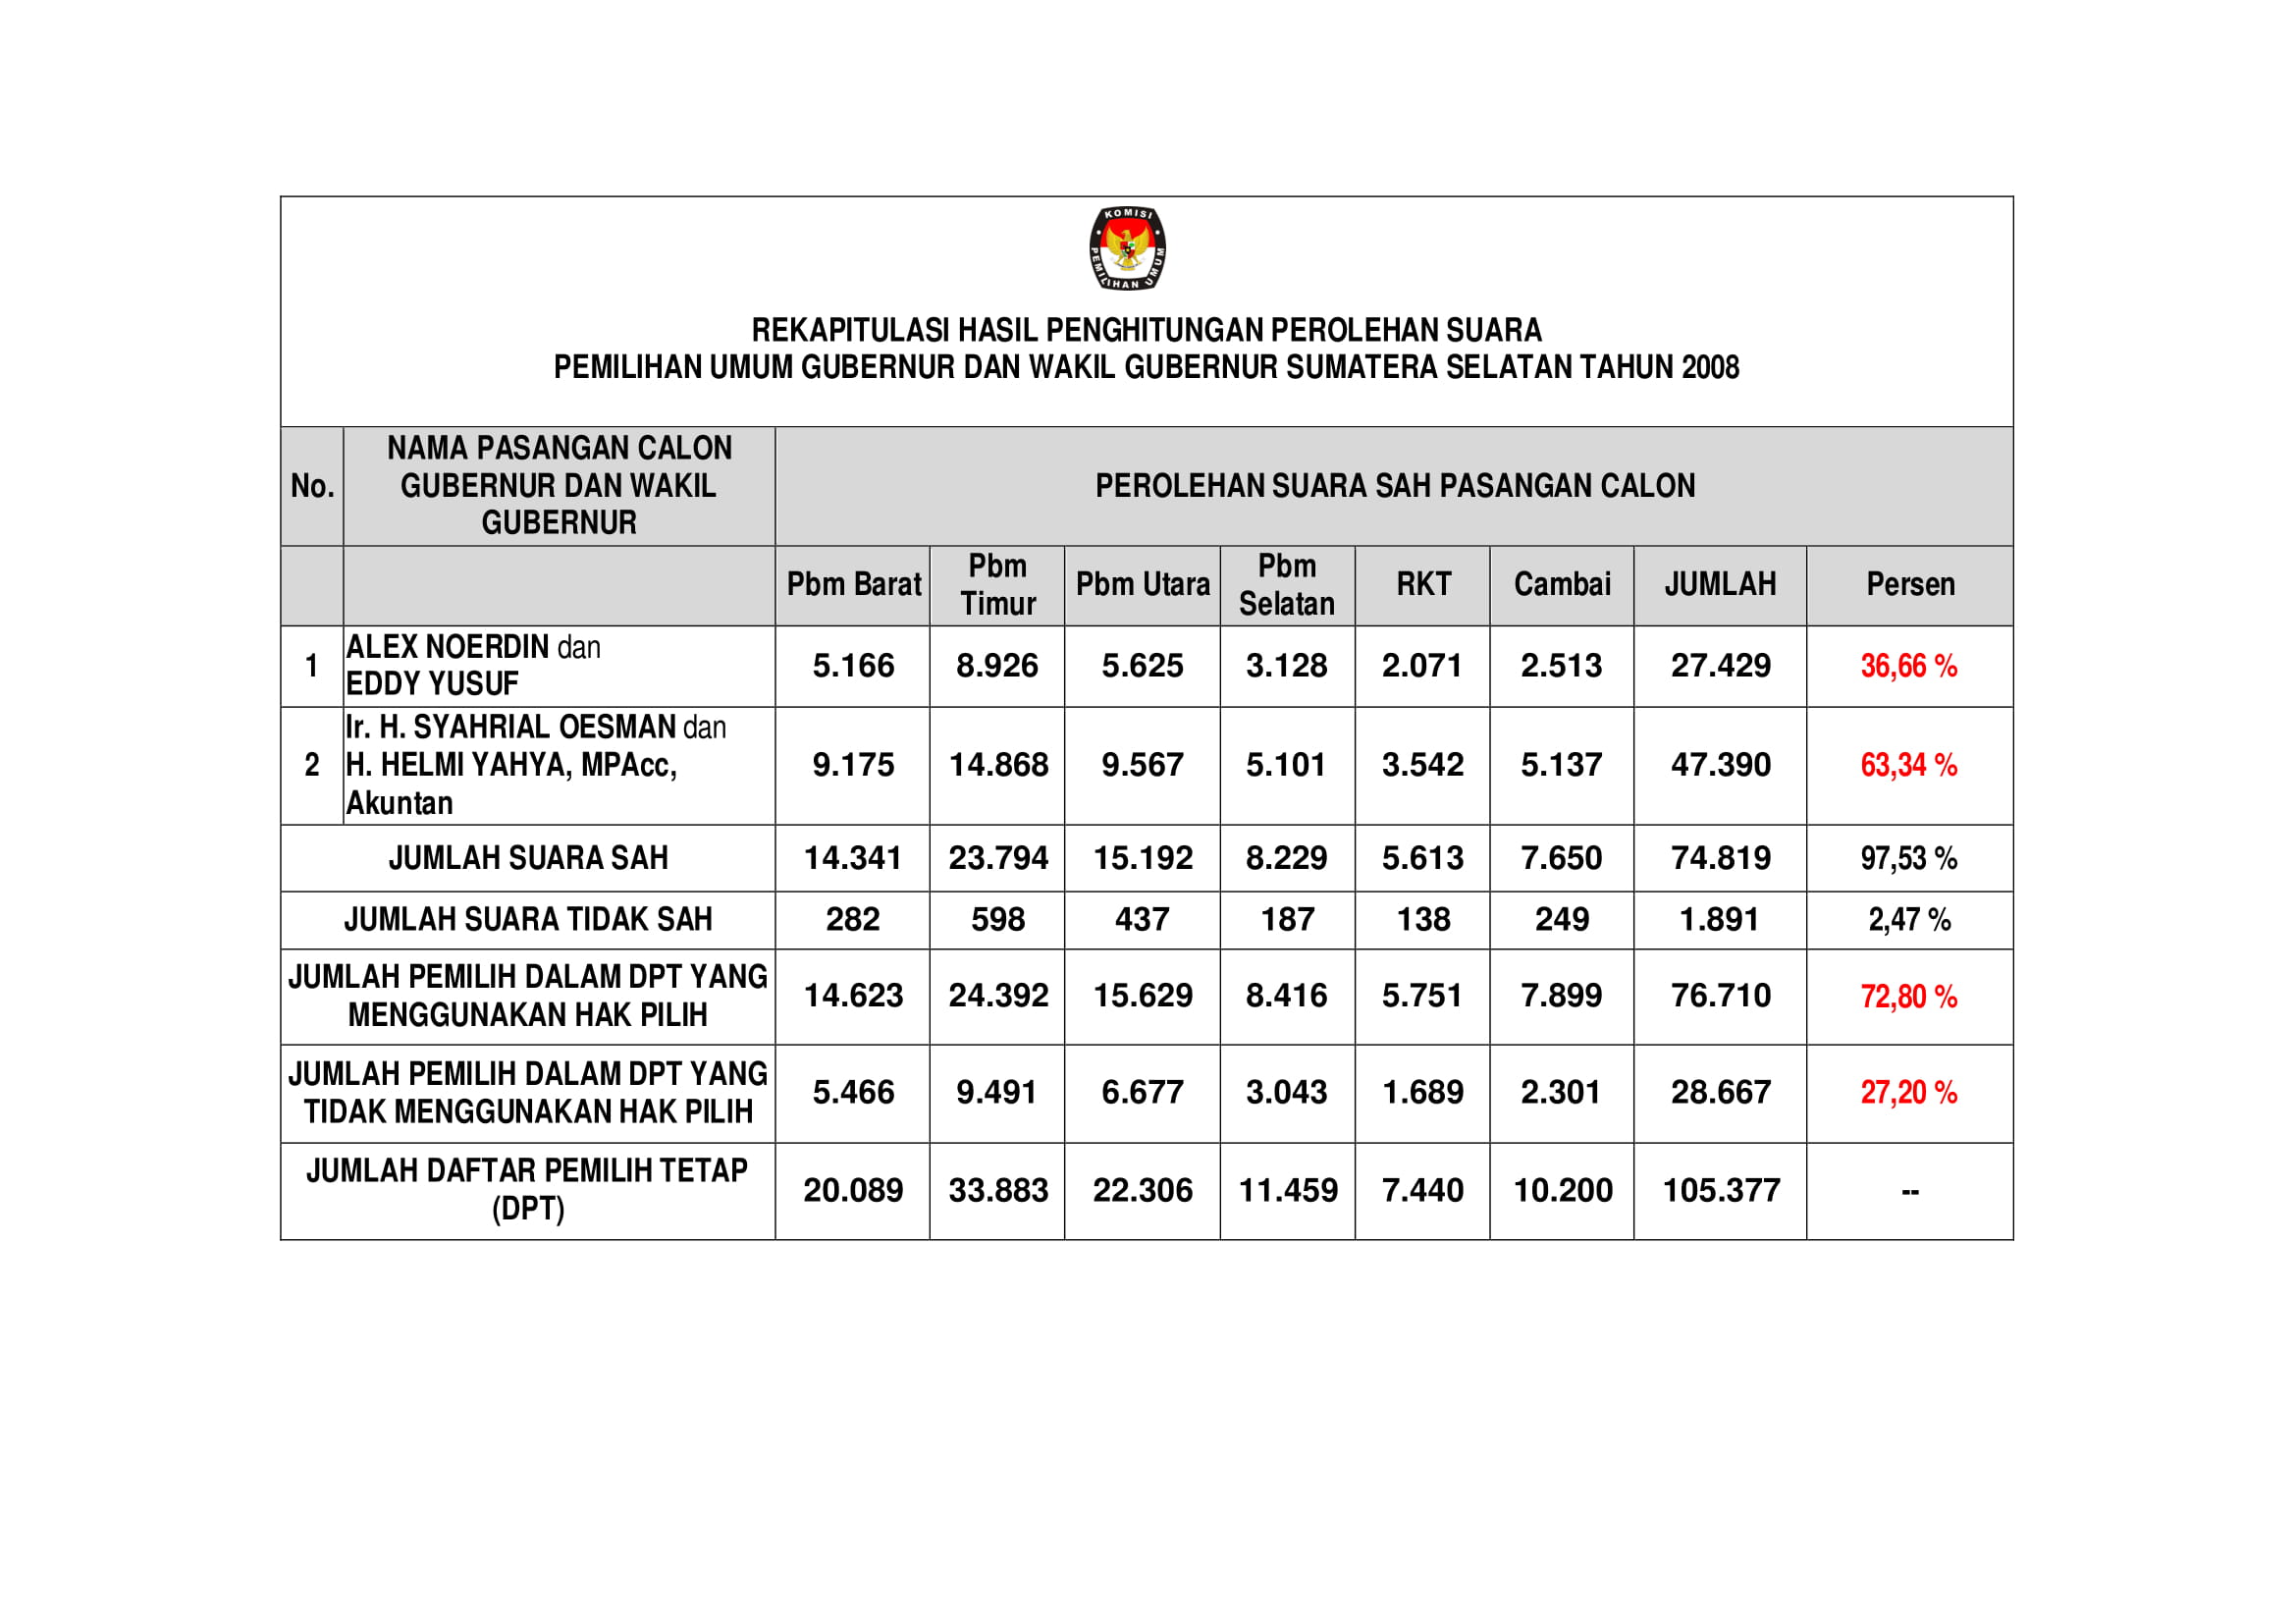 KOMISI PEMILIHAN UMUM
REKAPITULASI HASIL PENGHITUNGAN PEROLEHAN SUARA
PEMILIHAN UMUM GUBERNUR DAN WAKIL GUBERNUR SUMATERA SELATAN TAHUN 2008
No. NAMA PASANGAN CALON GUBERNUR DAN WAKIL GUBERNUR PEROLEHAN SUARA SAH PASANGAN CALON
Pbm Barat Pbm Timur Pbm Utara Pbm Selatan RKT Cambai JUMLAH Persen
1 ALEX NOERDIN dan EDDY YUSUF 5.166 8.926 5.625 3.128 2.071 2.513 27.429 36,66 %
2 Ir. H. SYAHRIAL OESMAN dan H. HELMI YAHYA, MPAcc, Akuntan 9.175 14.868 9.567 5.101 3.542 5.137 47.390 63,34 %
JUMLAH SUARA SAH 14.341 23.794 15.192 8.229 5.613 7.650 74.819 97,53 %
JUMLAH SUARA TIDAK SAH 282 598 437 187 138 249 1.891 2,47 %
JUMLAH PEMILIH DALAM DPT YANG MENGGUNAKAN HAK PILIH 14.623 24.392 15.629 8.416 5.751 7.899 76.710 72,80 %
JUMLAH PEMILIH DALAM DPT YANG TIDAK MENGGUNAKAN HAK PILIH 5.466 9.491 6.677 3.043 1.689 2.301 28.667 27,20 %
JUMLAH DAFTAR PEMILIH TETAP (DPT) 20.089 33.883 22.306 11.459 7.440 10.200 105.377 --